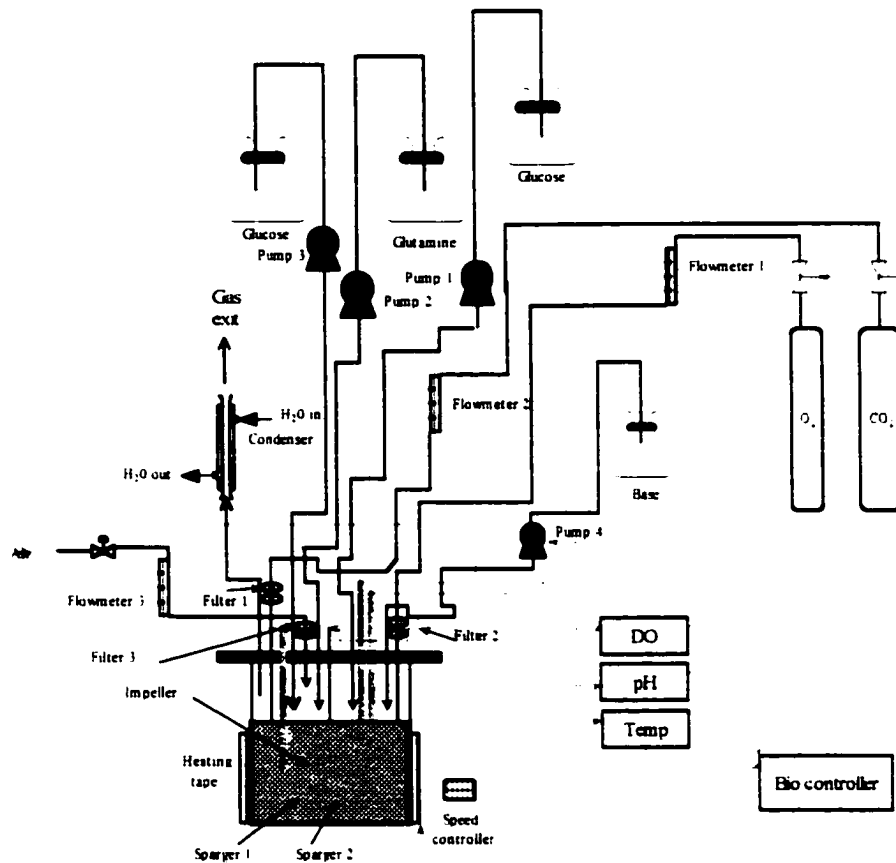 Glucose
Glucose
Pump 3
Glutamine
Pump 1
Pump 2
Flowmeter 1
Gas
exit
H₂O in
Condenser
Flowmeter 2
O₂
CO₂
H₂O out
Base
Air
Pump 4
Flowmeter 3
Filter 1
Filter 2
Filter 3
DO
Impeller
pH
Temp
Heating
tape
Bio controller
Speed
controller
Sparger 1
Sparger 2